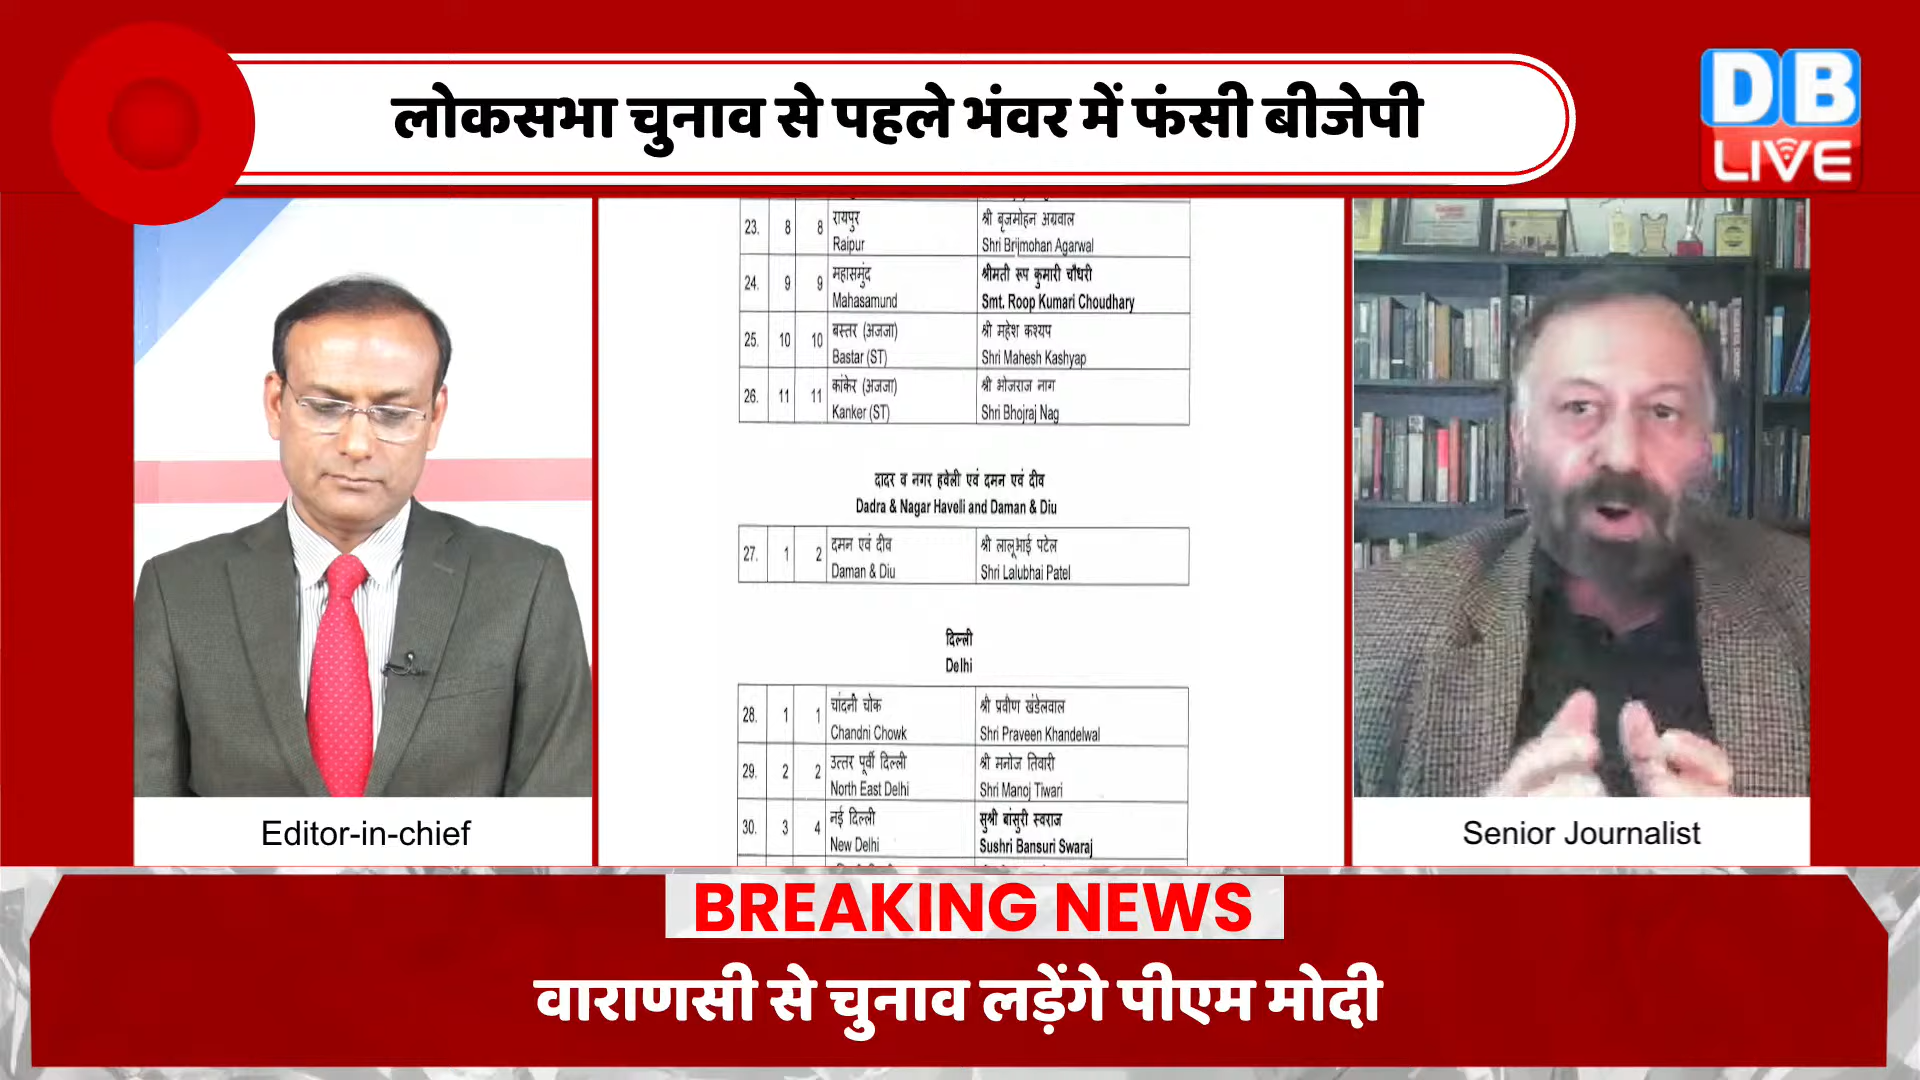 लोकसभा चुनाव से पहले भंवर में फंसी बीजेपी
DB
LIVE
23. 8 8 रायपुर श्री बृजमोहन अग्रवाल
Raipur Shri Brijmohan Agarwal
24. 9 9 महासमुंद श्रीमती रूप कुमारी चौधरी
Mahasamund Smt. Roop Kumari Choudhary
25. 10 10 बस्तर (अजजा) श्री महेश कश्यप
Bastar (ST) Shri Mahesh Kashyap
26. 11 11 कांकेर (अजजा) श्री भोजराज नाग
Kanker (ST) Shri Bhojraj Nag
दादर व नगर हवेली एवं दमन एवं दीव
Dadra & Nagar Haveli and Daman & Diu
27. 1 2 दमन एवं दीव श्री लालूभाई पटेल
Daman & Diu Shri Lalubhai Patel
दिल्ली
Delhi
28. 1 1 चांदनी चोक श्री प्रवीण खंडेलवाल
Chandni Chowk Shri Praveen Khandelwal
29. 2 2 उत्तर पूर्वी दिल्ली श्री मनोज तिवारी
North East Delhi Shri Manoj Tiwari
30. 3 4 नई दिल्ली सुश्री बांसुरी स्वराज
New Delhi Sushri Bansuri Swaraj
Editor-in-chief
Senior Journalist
BREAKING NEWS
वाराणसी से चुनाव लड़ेंगे पीएम मोदी